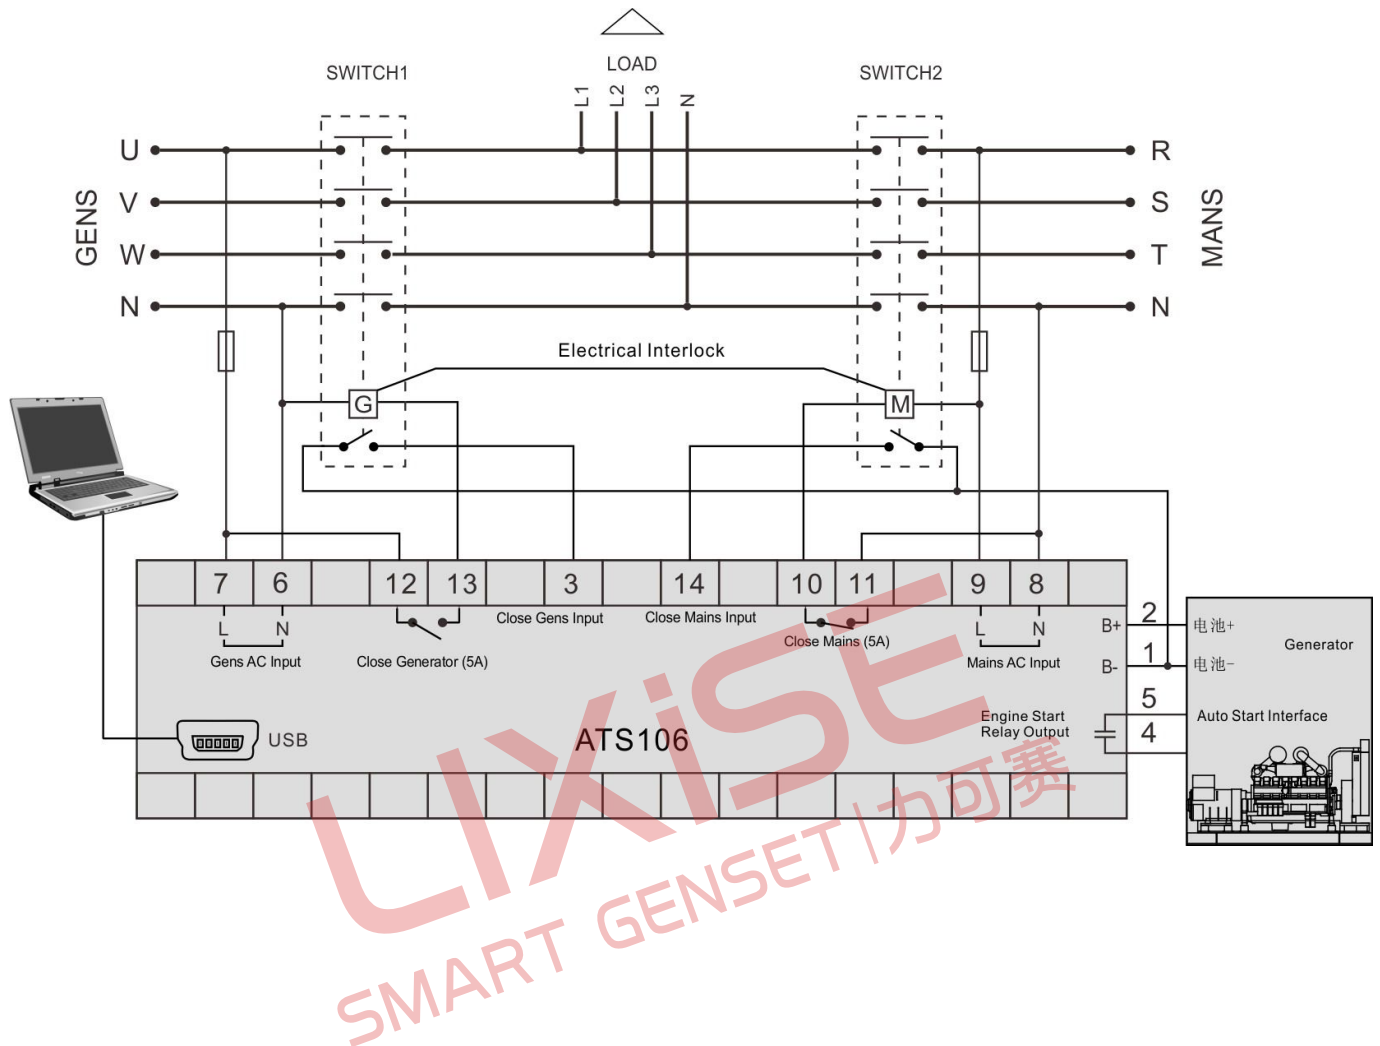 LOAD
SWITCH1
SWITCH2
L1
L2
L3
N
U
R
V
S
W
T
N
N
GENS
MANS
Electrical Interlock
G
M
7
6
12
13
3
14
10
11
9
8
L
N
Gens AC Input
Close Generator (5A)
Close Gens Input
Close Mains Input
Close Mains (5A)
L
N
Mains AC Input
B+
2
电池+
B-
1
电池-
Generator
5
4
Engine Start
Relay Output
Auto Start Interface
USB
ATS106
LIXiSE
SMART GENSET|力可赛